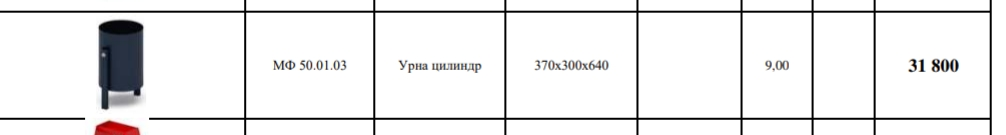 МФ 50.01.03
Урна цилиндр
370х300х640
9,00
31 800